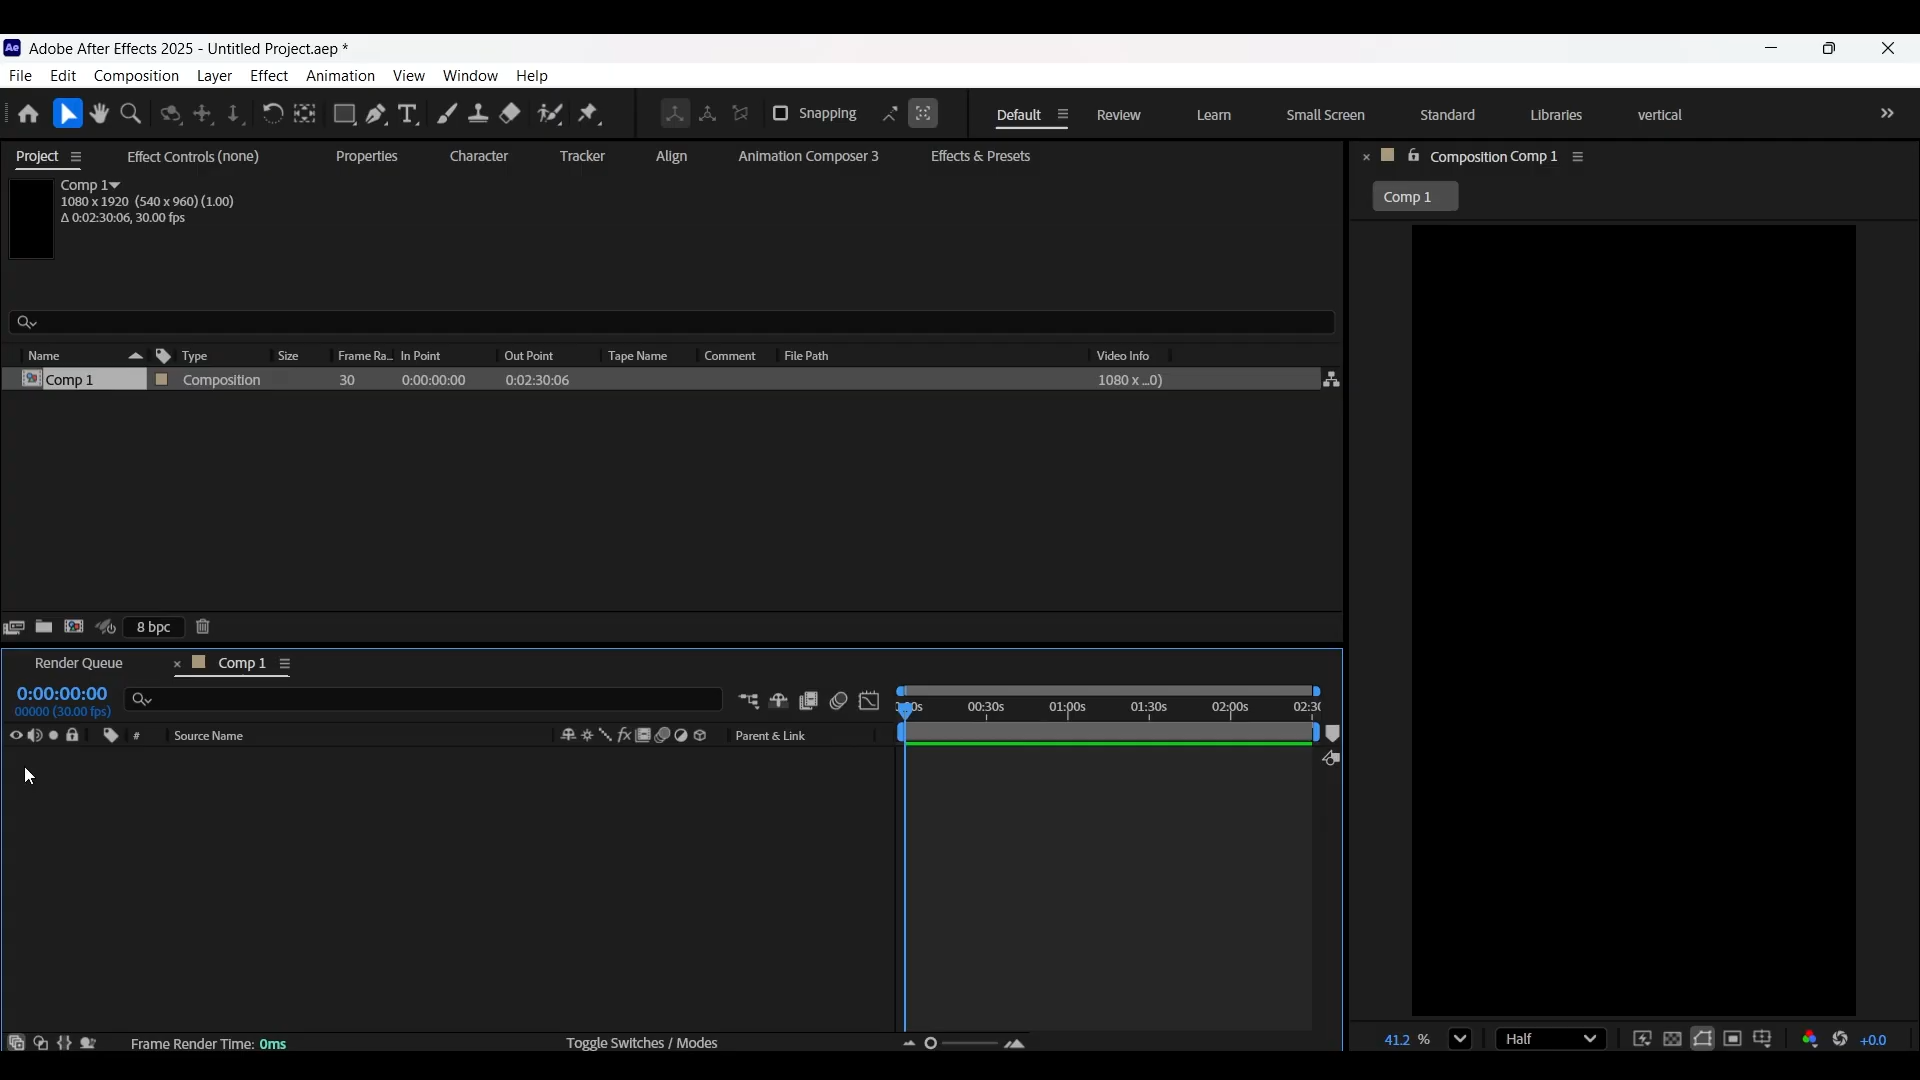 Ae Adobe After Effects 2025 - Untitled Project.aep *
File Edit Composition Layer Effect Animation View Window Help
Snapping Default Review Learn Small Screen Standard Libraries vertical
Project Effect Controls (none) Properties Character Tracker Align Animation Composer 3 Effects & Presets
Composition Comp 1
Comp 1
1080 x 1920 (540 x 960) (1.00)
Δ 0:02:30:06, 30.00 fps
Comp 1
Name Type Size Frame Ra... In Point Out Point Tape Name Comment File Path Video Info
Comp 1 Composition 30 0:00:00:00 0:02:30:06 1080 x ...0)
8 bpc
Render Queue Comp 1
0:00:00:00
00000 (30.00 fps)
00:30s 01:00s 01:30s 02:00s
# Source Name fx Parent & Link
Frame Render Time: 0ms Toggle Switches / Modes
41.2 % Half +0.0